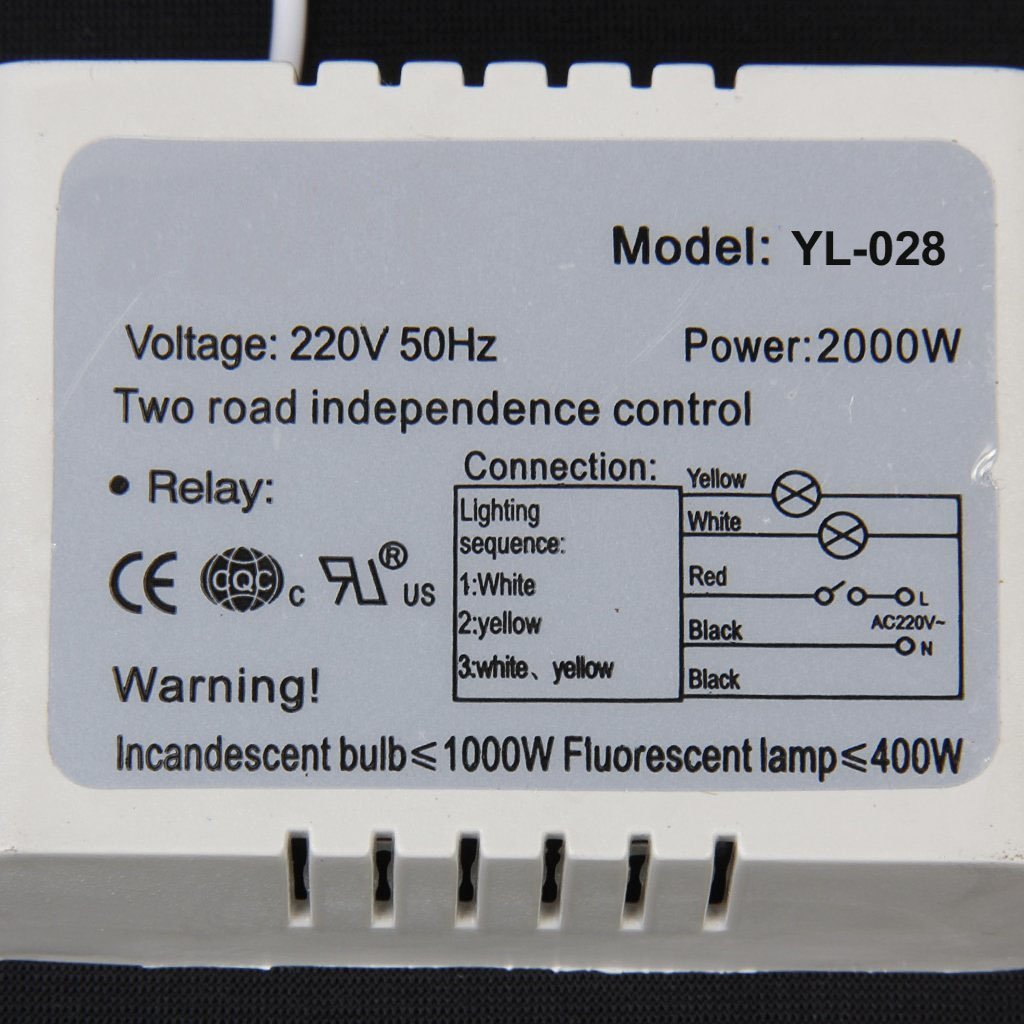 Model: YL-028
Voltage: 220V 50Hz Power:2000W
Two road independence control
• Relay:
CE CQC c RU® US
Warning!
Connection:
Lighting
sequence:
1:White
2:yellow
3:white、yellow
Yellow
White
Red
L
AC220V~
Black
N
Black
Incandescent bulb≤1000W Fluorescent lamp≤400W